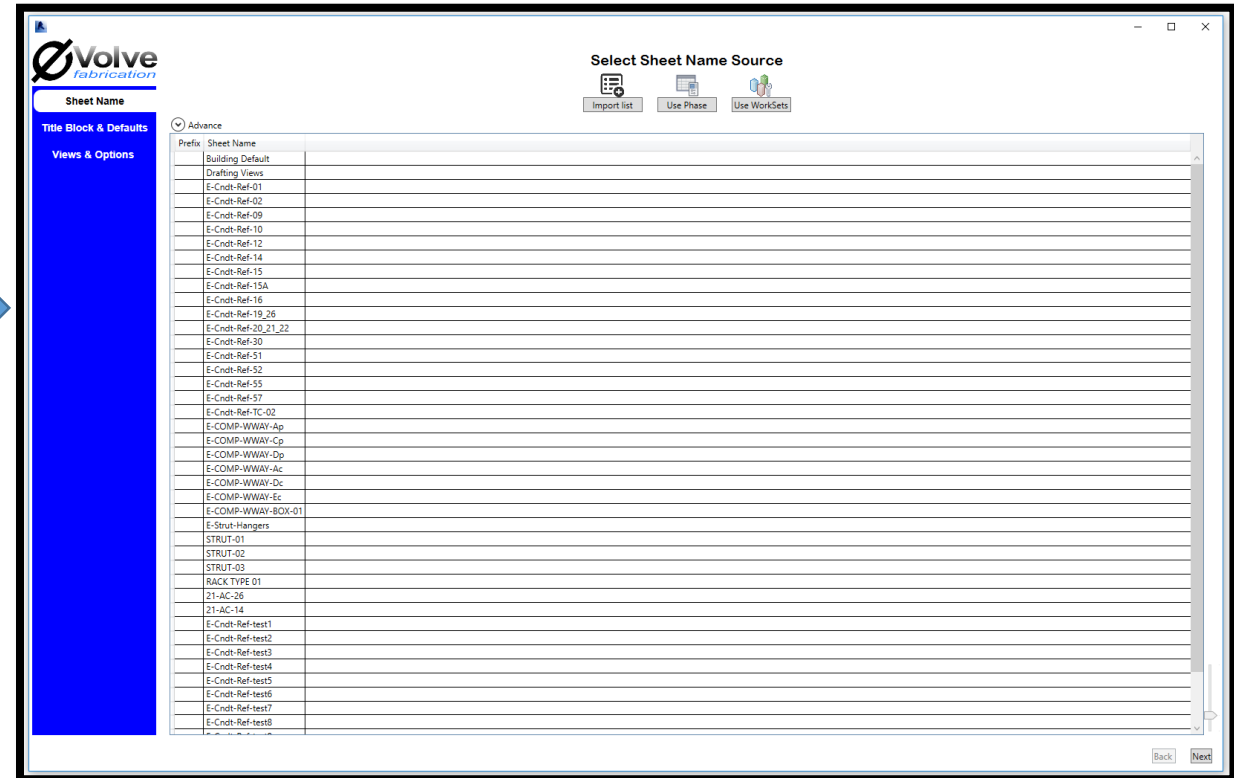 eVolve
fabrication
Sheet Name
Title Block & Defaults
Views & Options
Select Sheet Name Source
Import list
Use Phase
Use WorkSets
Advance
Prefix Sheet Name
Building Default
Drafting Views
E-Cndt-Ref-01
E-Cndt-Ref-02
E-Cndt-Ref-09
E-Cndt-Ref-10
E-Cndt-Ref-12
E-Cndt-Ref-14
E-Cndt-Ref-15
E-Cndt-Ref-15A
E-Cndt-Ref-16
E-Cndt-Ref-19_26
E-Cndt-Ref-20_21_22
E-Cndt-Ref-30
E-Cndt-Ref-51
E-Cndt-Ref-52
E-Cndt-Ref-55
E-Cndt-Ref-57
E-Cndt-Ref-TC-02
E-COMP-WWAY-Ap
E-COMP-WWAY-Cp
E-COMP-WWAY-Dp
E-COMP-WWAY-Ac
E-COMP-WWAY-Dc
E-COMP-WWAY-Ec
E-COMP-WWAY-BOX-01
E-Strut-Hangers
STRUT-01
STRUT-02
STRUT-03
RACK TYPE 01
21-AC-26
21-AC-14
E-Cndt-Ref-test1
E-Cndt-Ref-test2
E-Cndt-Ref-test3
E-Cndt-Ref-test4
E-Cndt-Ref-test5
E-Cndt-Ref-test6
E-Cndt-Ref-test7
E-Cndt-Ref-test8
Back
Next